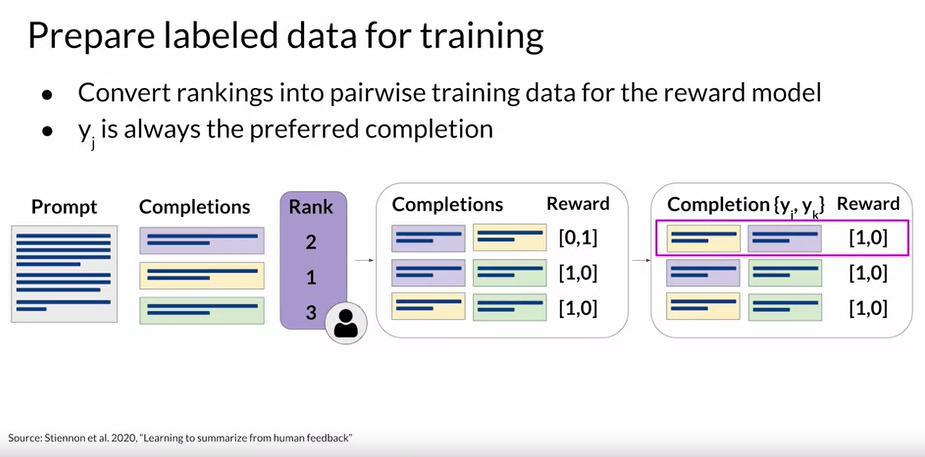 Prepare labeled data for training
● Convert rankings into pairwise training data for the reward model
● yj is always the preferred completion
Prompt
Completions
Rank
2
1
3
Completions Reward
[0,1]
[1,0]
[1,0]
Completion {yj, yk} Reward
[1,0]
[1,0]
[1,0]
Source: Stiennon et al. 2020, “Learning to summarize from human feedback”